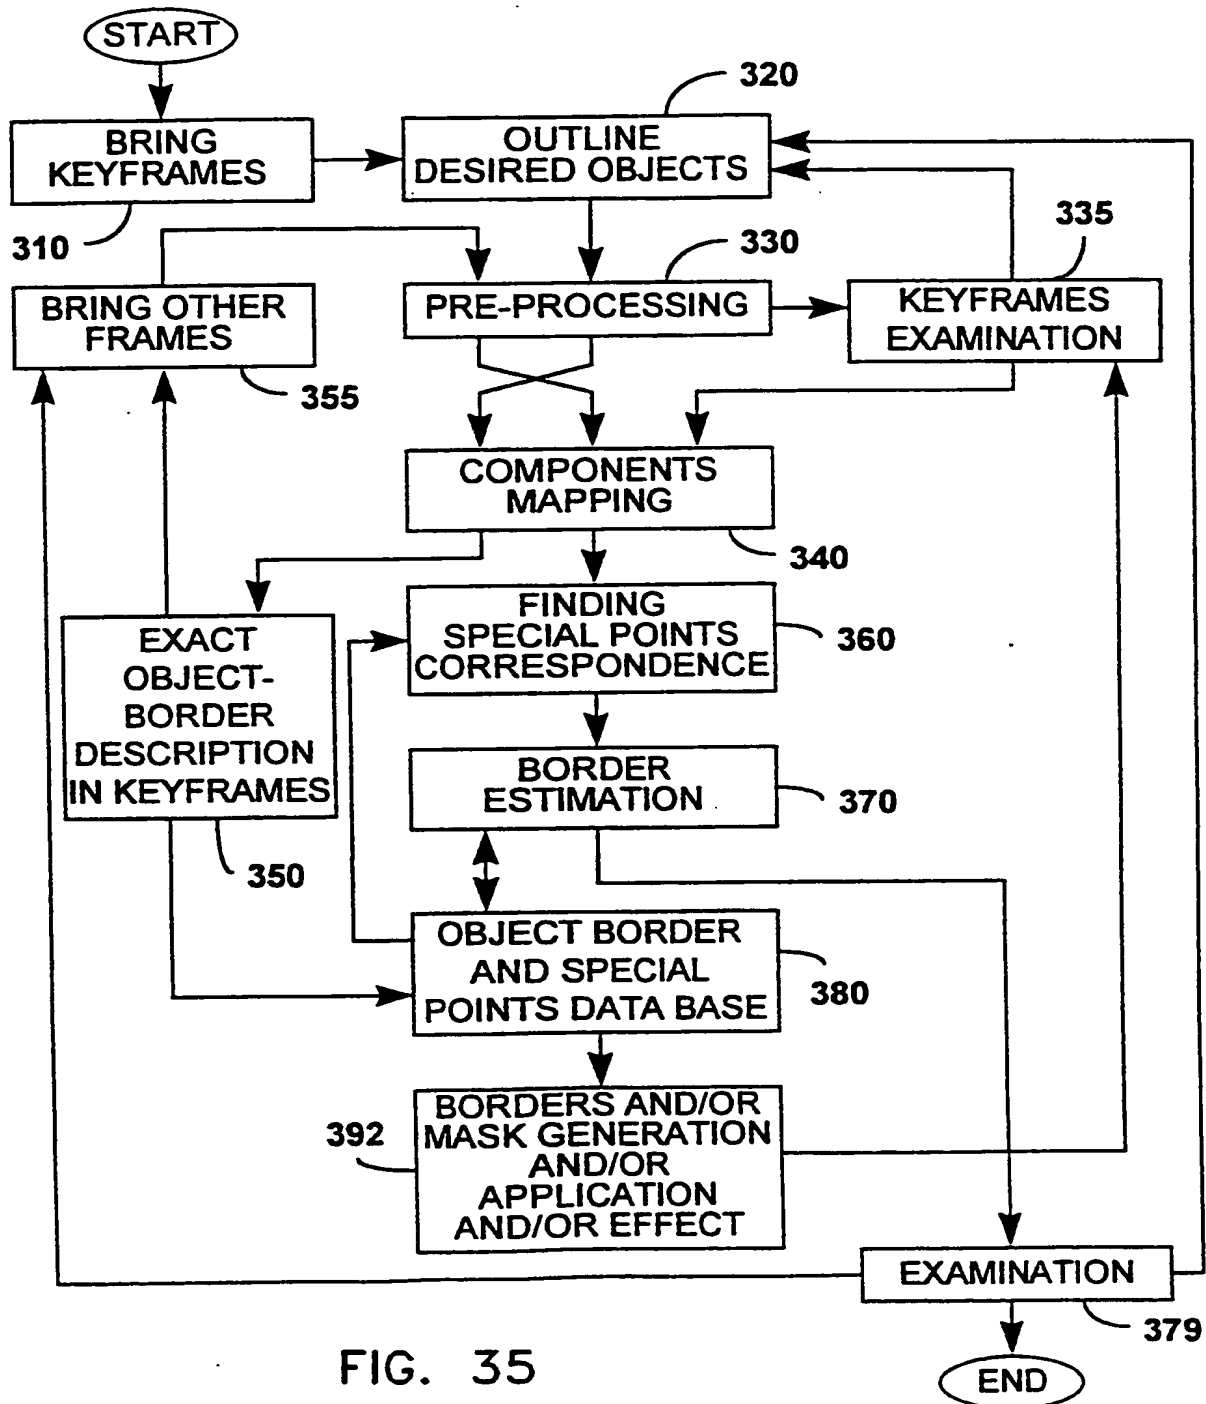 START
320
BRING
KEYFRAMES
OUTLINE
DESIRED OBJECTS
310
330
335
BRING OTHER
FRAMES
PRE-PROCESSING
KEYFRAMES
EXAMINATION
355
COMPONENTS
MAPPING
340
EXACT
OBJECT-
BORDER
DESCRIPTION
IN KEYFRAMES
FINDING
SPECIAL POINTS
CORRESPONDENCE
360
BORDER
ESTIMATION
370
350
OBJECT BORDER
AND SPECIAL
POINTS DATA BASE
380
392
BORDERS AND/OR
MASK GENERATION
AND/OR
APPLICATION
AND/OR EFFECT
EXAMINATION
379
END
FIG. 35